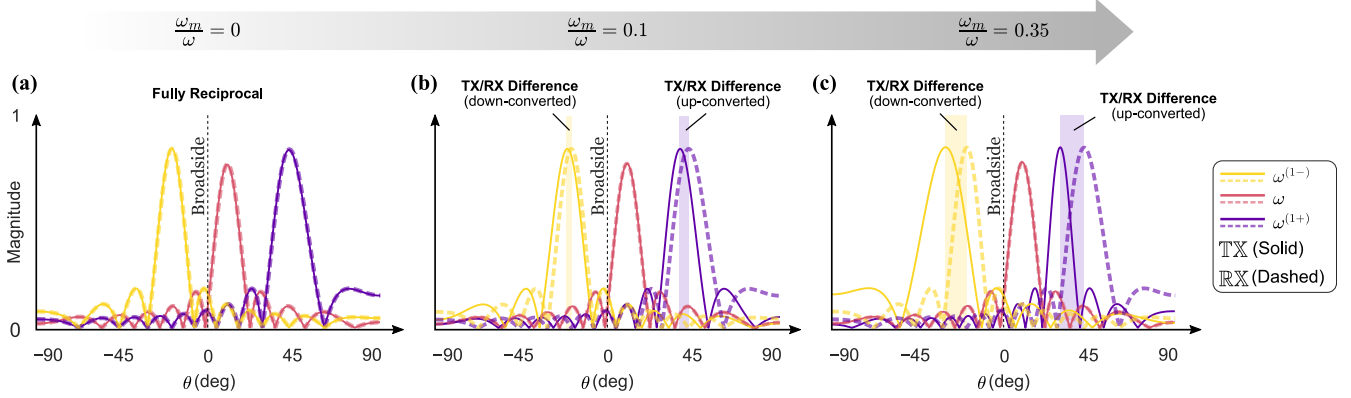 ω_m/ω = 0
ω_m/ω = 0.1
ω_m/ω = 0.35
(a)
Fully Reciprocal
Magnitude
1
0
Broadside
−90 −45 0 45 90
θ (deg)
(b)
TX/RX Difference
(down-converted)
TX/RX Difference
(up-converted)
Broadside
−90 −45 0 45 90
θ (deg)
(c)
TX/RX Difference
(down-converted)
TX/RX Difference
(up-converted)
Broadside
−90 −45 0 45 90
θ (deg)
ω^(1−)
ω
ω^(1+)
𝕋𝕏 (Solid)
ℝ𝕏 (Dashed)